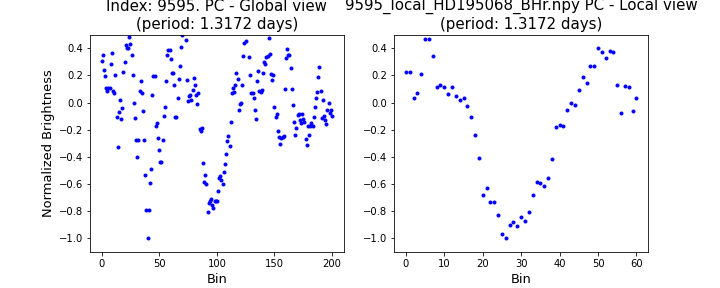 Index: 9595. PC - Global view
(period: 1.3172 days)
9595_local_HD195068_BHr.npy PC - Local view
(period: 1.3172 days)
Normalized Brightness
0.4
0.2
0.0
−0.2
−0.4
−0.6
−0.8
−1.0
0 50 100 150 200
Bin
0.4
0.2
0.0
−0.2
−0.4
−0.6
−0.8
−1.0
0 10 20 30 40 50 60
Bin